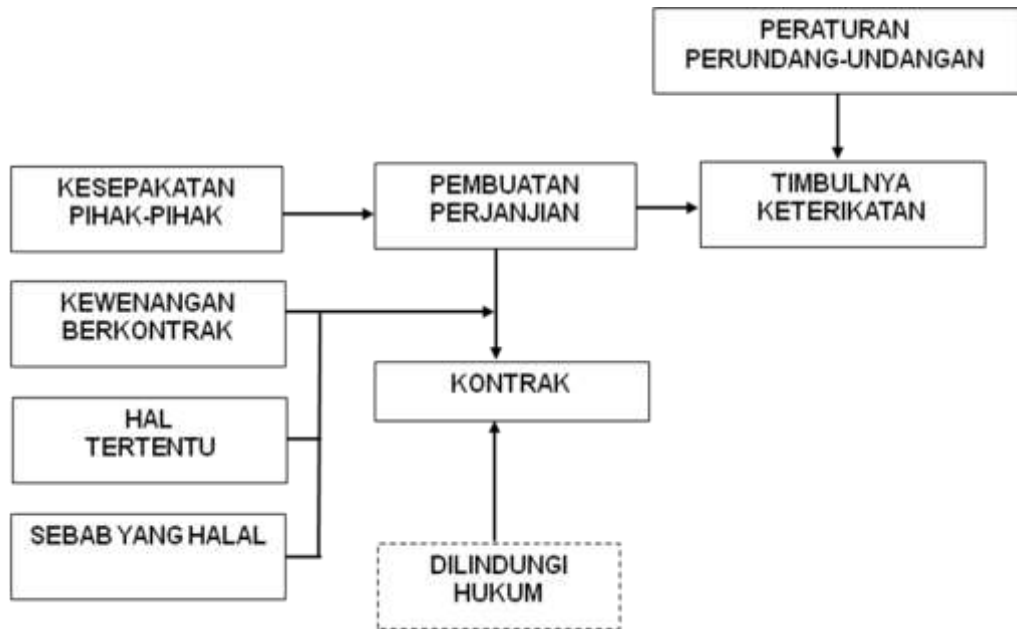 PERATURAN
PERUNDANG-UNDANGAN
KESEPAKATAN
PIHAK-PIHAK
PEMBUATAN
PERJANJIAN
TIMBULNYA
KETERIKATAN
KEWENANGAN
BERKONTRAK
KONTRAK
HAL
TERTENTU
SEBAB YANG HALAL
DILINDUNGI
HUKUM